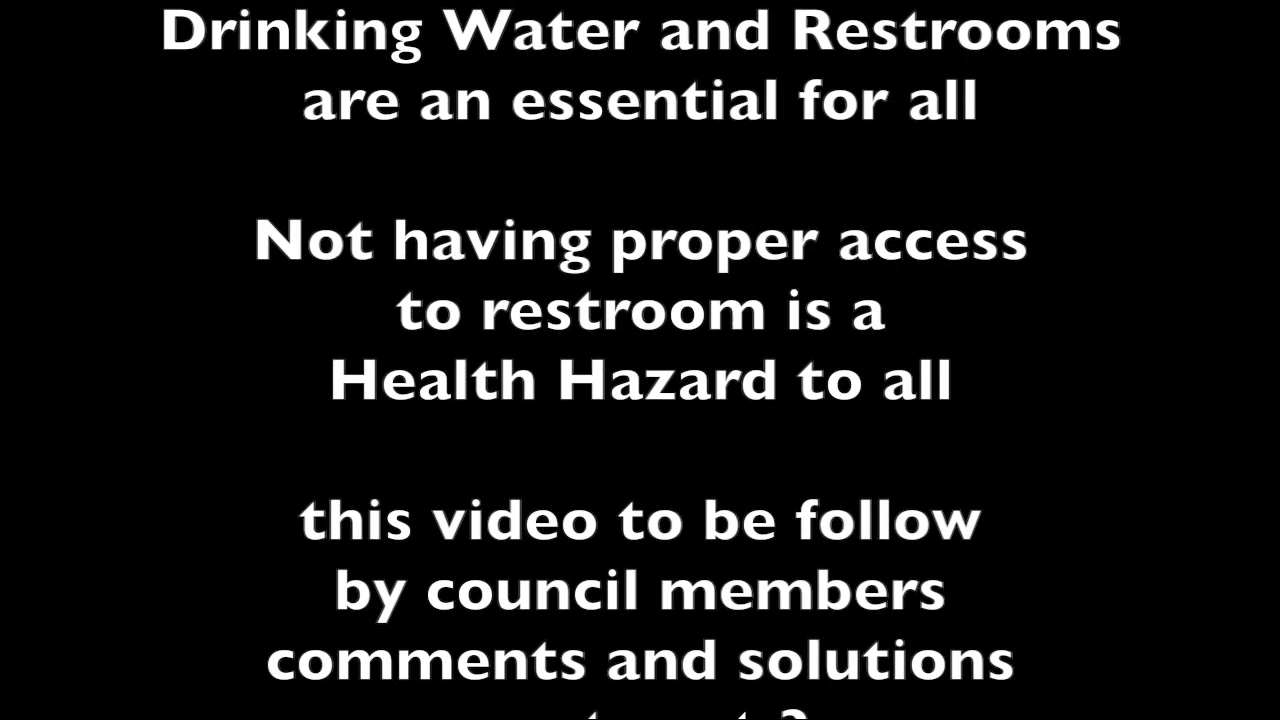 Drinking Water and Restrooms
are an essential for all
Not having proper access
to restroom is a
Health Hazard to all
this video to be follow
by council members
comments and solutions